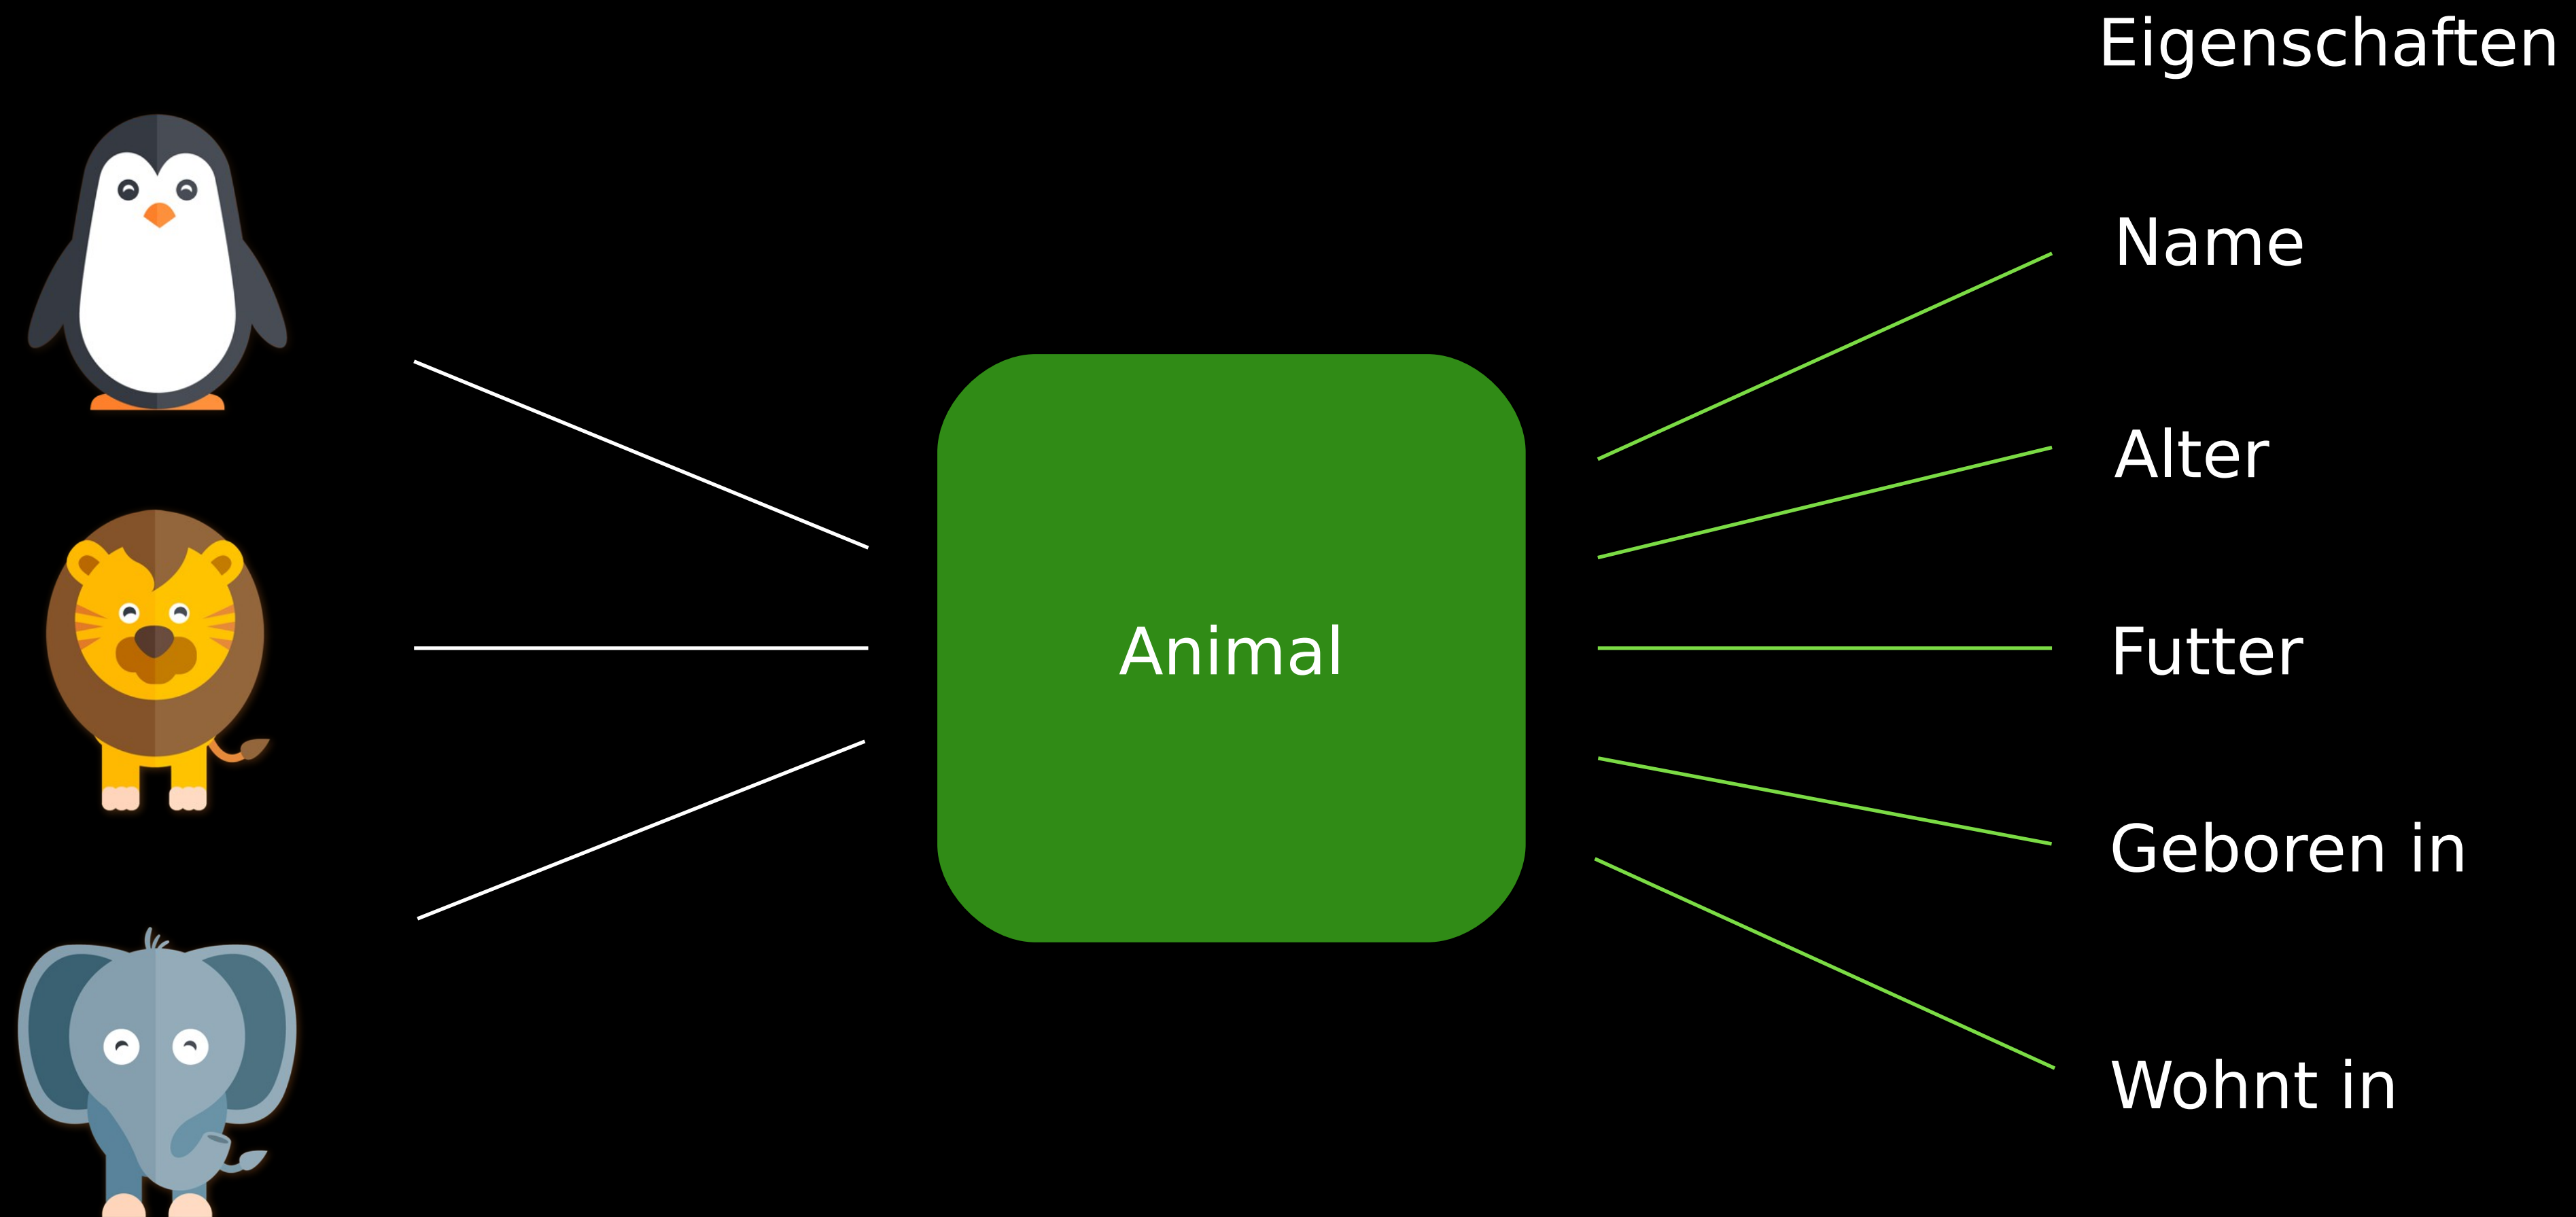 Eigenschaften
Name
Alter
Animal
Futter
Geboren in
Wohnt in